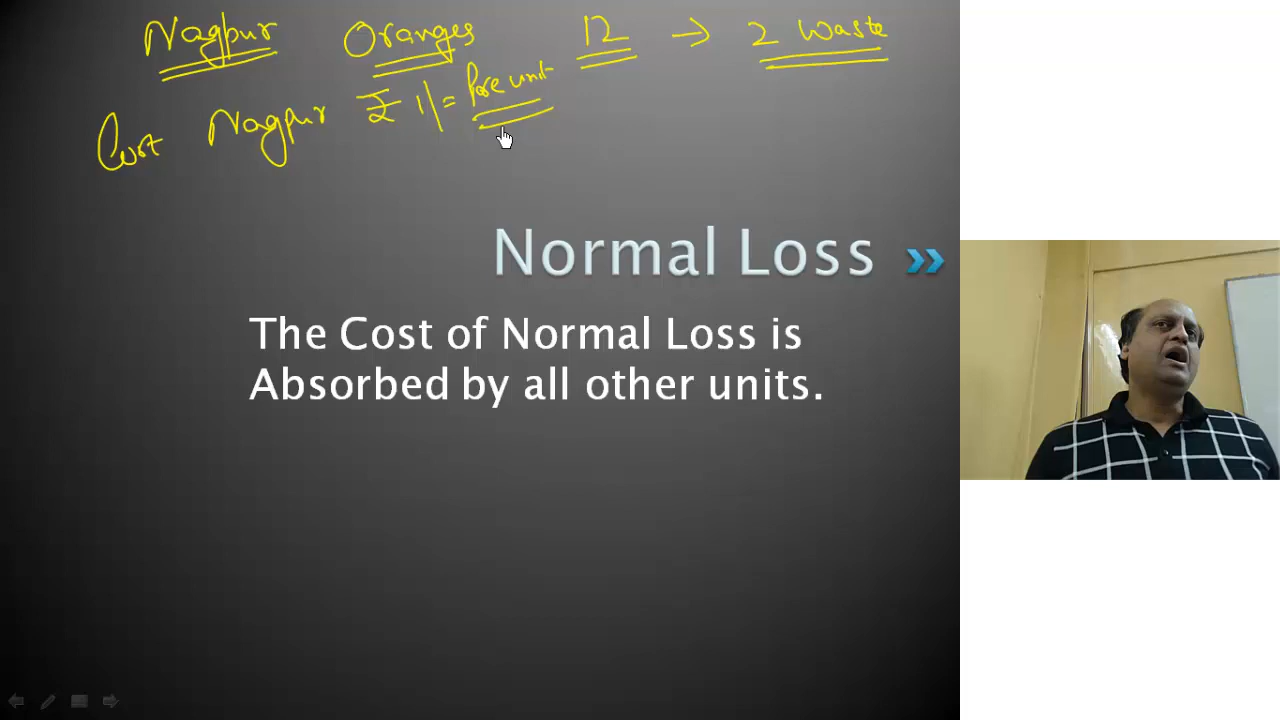 Nagpur Oranges 12 → 2 waste
Cost Nagpur ₹ 1/= Per unit
Normal Loss
The Cost of Normal Loss is
Absorbed by all other units.